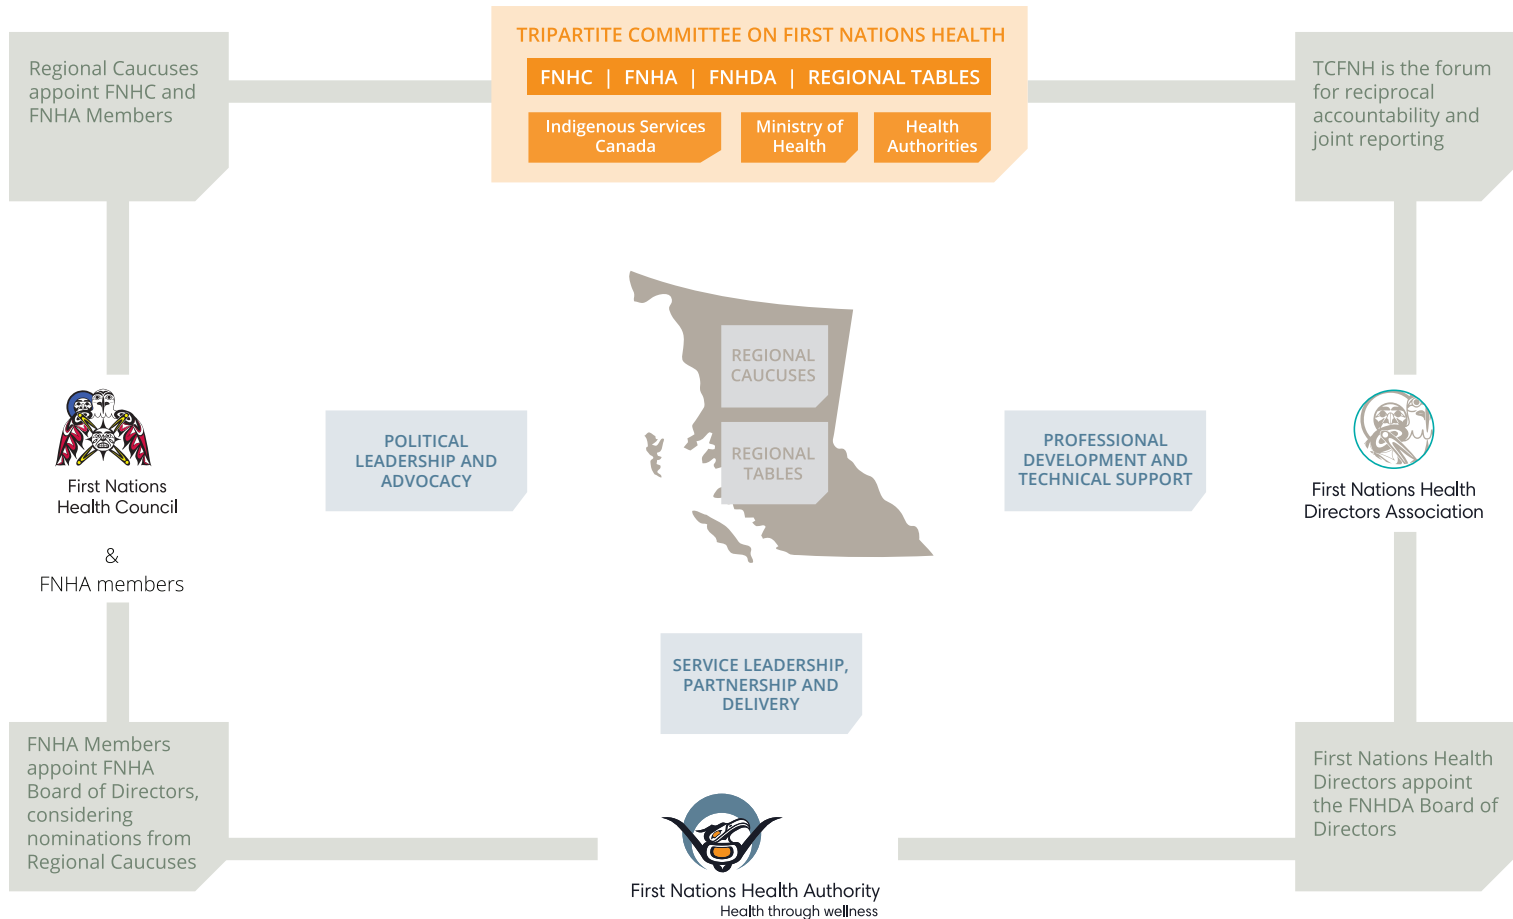 TRIPARTITE COMMITTEE ON FIRST NATIONS HEALTH
FNHC | FNHA | FNHDA | REGIONAL TABLES
Indigenous Services
Canada
Ministry of
Health
Health
Authorities
Regional Caucuses
appoint FNHC and
FNHA Members
TCFNH is the forum
for reciprocal
accountability and
joint reporting
REGIONAL
CAUCUSES
REGIONAL
TABLES
POLITICAL
LEADERSHIP AND
ADVOCACY
PROFESSIONAL
DEVELOPMENT AND
TECHNICAL SUPPORT
First Nations
Health Council
&
FNHA members
First Nations Health
Directors Association
SERVICE LEADERSHIP,
PARTNERSHIP AND
DELIVERY
FNHA Members
appoint FNHA
Board of Directors,
considering
nominations from
Regional Caucuses
First Nations Health
Directors appoint
the FNHDA Board of
Directors
First Nations Health Authority
Health through wellness